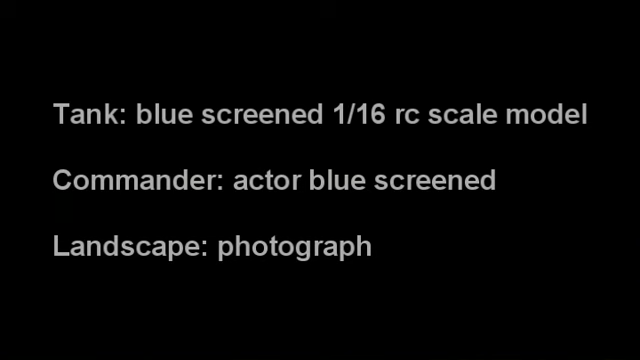 Tank: blue screened 1/16 rc scale model
Commander: actor blue screened
Landscape: photograph